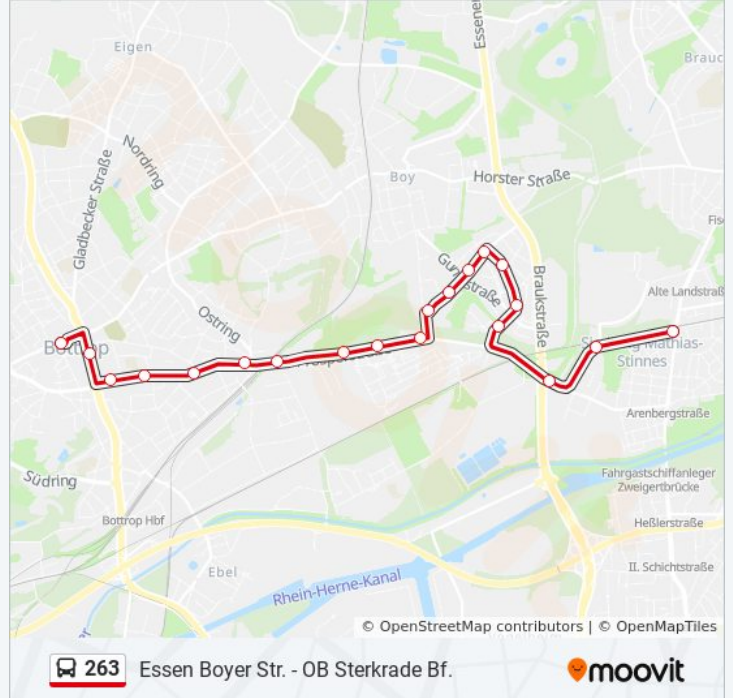 Essener
Brauc
Eigen
Nordring
Gladbecker Straße
Boy
Horster Straße
Fis
Gungstraße
Braukstraße
Alte Landstraß
Ostring
Bottrop
Prosperstraße
Mathias-
Stinnes
Arenbergstraße
Südring
Fahrgastschiffanleger
Zweigertbrücke
Bottrop Hbf
Heßlerstraße
Ebel
II. Schichtstraße
Rhein-Herne-Kanal
© OpenStreetMap contributors | © OpenMapTiles
263 Essen Boyer Str. - OB Sterkrade Bf.
moovit